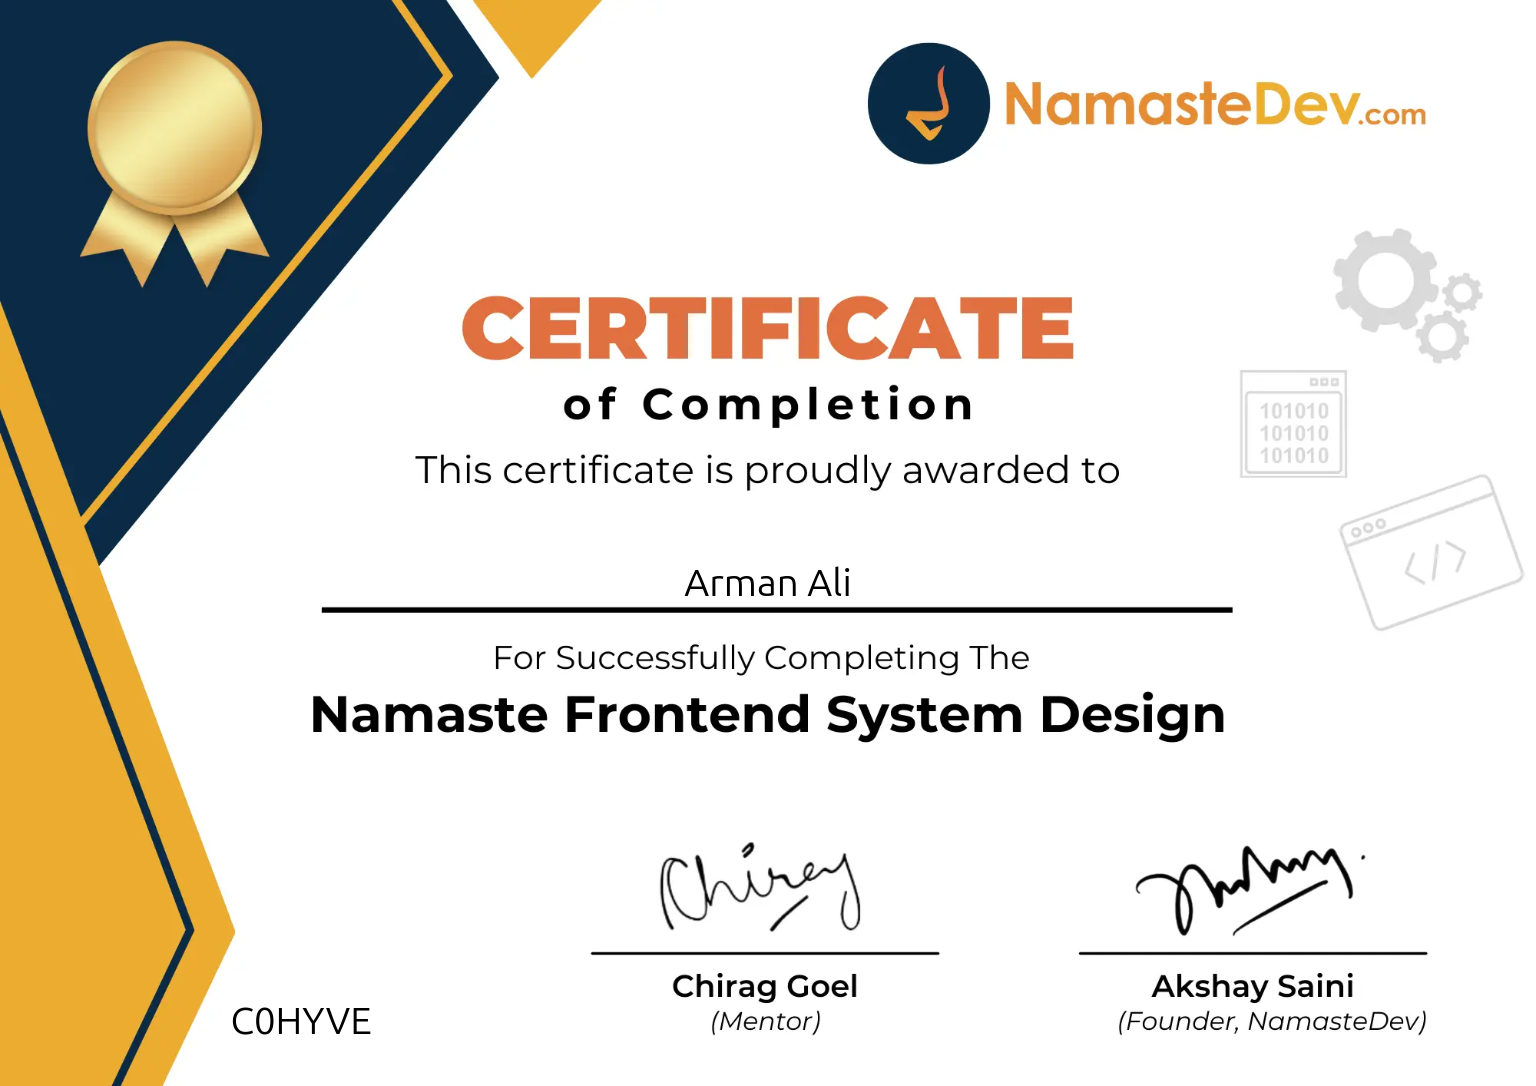 NamasteDev.com
CERTIFICATE
of Completion
This certificate is proudly awarded to
101010
101010
101010
</>
Arman Ali
For Successfully Completing The
Namaste Frontend System Design
Chirag
Chirag Goel
(Mentor)
Akshay Saini
(Founder, NamasteDev)
C0HYVE